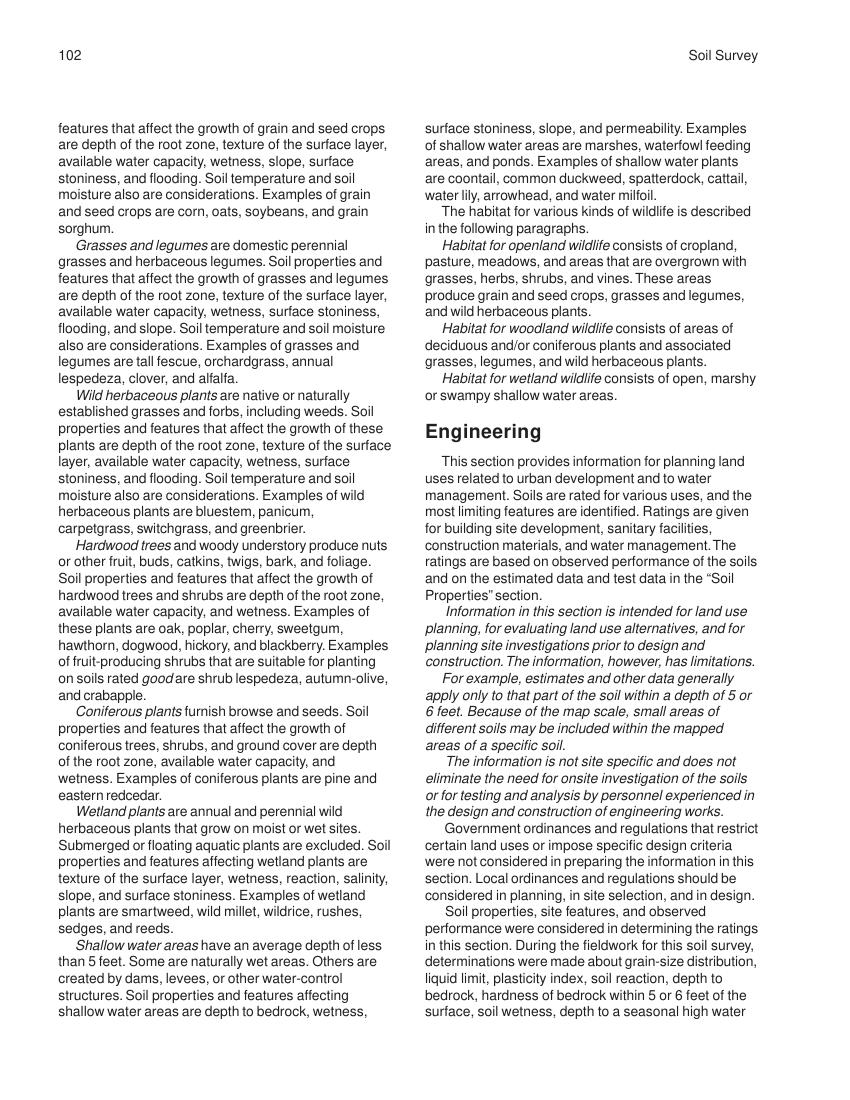 102
Soil Survey
features that affect the growth of grain and seed crops
are depth of the root zone, texture of the surface layer,
available water capacity, wetness, slope, surface
stoniness, and flooding. Soil temperature and soil
moisture also are considerations. Examples of grain
and seed crops are corn, oats, soybeans, and grain
sorghum.
Grasses and legumes are domestic perennial
grasses and herbaceous legumes. Soil properties and
features that affect the growth of grasses and legumes
are depth of the root zone, texture of the surface layer,
available water capacity, wetness, surface stoniness,
flooding, and slope. Soil temperature and soil moisture
also are considerations. Examples of grasses and
legumes are tall fescue, orchardgrass, annual
lespedeza, clover, and alfalfa.
Wild herbaceous plants are native or naturally
established grasses and forbs, including weeds. Soil
properties and features that affect the growth of these
plants are depth of the root zone, texture of the surface
layer, available water capacity, wetness, surface
stoniness, and flooding. Soil temperature and soil
moisture also are considerations. Examples of wild
herbaceous plants are bluestem, panicum,
carpetgrass, switchgrass, and greenbrier.
Hardwood trees and woody understory produce nuts
or other fruit, buds, catkins, twigs, bark, and foliage.
Soil properties and features that affect the growth of
hardwood trees and shrubs are depth of the root zone,
available water capacity, and wetness. Examples of
these plants are oak, poplar, cherry, sweetgum,
hawthorn, dogwood, hickory, and blackberry. Examples
of fruit-producing shrubs that are suitable for planting
on soils rated good are shrub lespedeza, autumn-olive,
and crabapple.
Coniferous plants furnish browse and seeds. Soil
properties and features that affect the growth of
coniferous trees, shrubs, and ground cover are depth
of the root zone, available water capacity, and
wetness. Examples of coniferous plants are pine and
eastern redcedar.
Wetland plants are annual and perennial wild
herbaceous plants that grow on moist or wet sites.
Submerged or floating aquatic plants are excluded. Soil
properties and features affecting wetland plants are
texture of the surface layer, wetness, reaction, salinity,
slope, and surface stoniness. Examples of wetland
plants are smartweed, wild millet, wildrice, rushes,
sedges, and reeds.
Shallow water areas have an average depth of less
than 5 feet. Some are naturally wet areas. Others are
created by dams, levees, or other water-control
structures. Soil properties and features affecting
shallow water areas are depth to bedrock, wetness,
surface stoniness, slope, and permeability. Examples
of shallow water areas are marshes, waterfowl feeding
areas, and ponds. Examples of shallow water plants
are coontail, common duckweed, spatterdock, cattail,
water lily, arrowhead, and water milfoil.
The habitat for various kinds of wildlife is described
in the following paragraphs.
Habitat for openland wildlife consists of cropland,
pasture, meadows, and areas that are overgrown with
grasses, herbs, shrubs, and vines. These areas
produce grain and seed crops, grasses and legumes,
and wild herbaceous plants.
Habitat for woodland wildlife consists of areas of
deciduous and/or coniferous plants and associated
grasses, legumes, and wild herbaceous plants.
Habitat for wetland wildlife consists of open, marshy
or swampy shallow water areas.
Engineering
This section provides information for planning land
uses related to urban development and to water
management. Soils are rated for various uses, and the
most limiting features are identified. Ratings are given
for building site development, sanitary facilities,
construction materials, and water management. The
ratings are based on observed performance of the soils
and on the estimated data and test data in the “Soil
Properties” section.
Information in this section is intended for land use
planning, for evaluating land use alternatives, and for
planning site investigations prior to design and
construction. The information, however, has limitations.
For example, estimates and other data generally
apply only to that part of the soil within a depth of 5 or
6 feet. Because of the map scale, small areas of
different soils may be included within the mapped
areas of a specific soil.
The information is not site specific and does not
eliminate the need for onsite investigation of the soils
or for testing and analysis by personnel experienced in
the design and construction of engineering works.
Government ordinances and regulations that restrict
certain land uses or impose specific design criteria
were not considered in preparing the information in this
section. Local ordinances and regulations should be
considered in planning, in site selection, and in design.
Soil properties, site features, and observed
performance were considered in determining the ratings
in this section. During the fieldwork for this soil survey,
determinations were made about grain-size distribution,
liquid limit, plasticity index, soil reaction, depth to
bedrock, hardness of bedrock within 5 or 6 feet of the
surface, soil wetness, depth to a seasonal high water